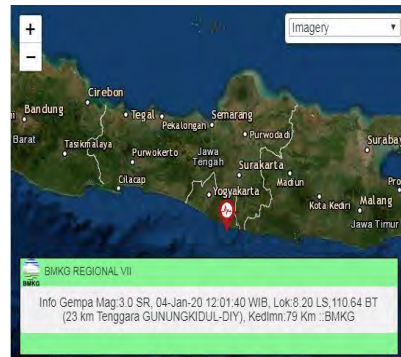 +
Imagery
−
Cirebon
Bandung
Tegal
Semarang
Pekalongan
Purwodadi
Barat
Jawa
Tengah
Surabay
Tasikmalaya
Purwokerto
Surakarta
Cilacap
Yogyakarta
Madiun
Pro
Kota Kediri
Malang
Jawa Timur
BMKG
BMKG REGIONAL VII
Info Gempa Mag:3.0 SR, 04-Jan-20 12:01:40 WIB, Lok:8.20 LS,110.64 BT
(23 km Tenggara GUNUNGKIDUL-DIY), Kedlmn:79 Km ::BMKG